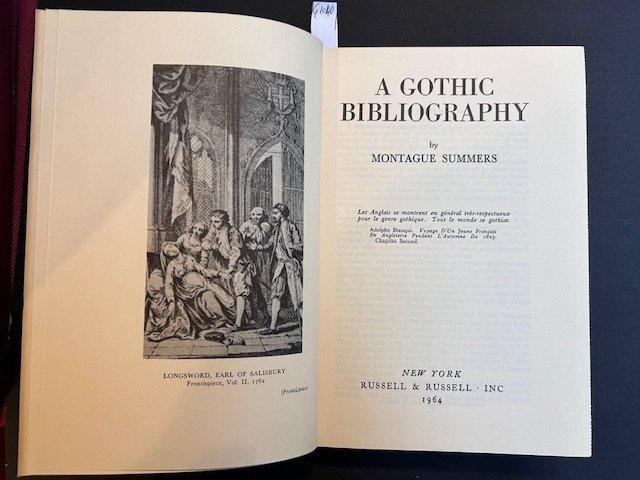 LONGSWORD, EARL OF SALISBURY
Frontispiece, Vol. II, 1762
[Frontispiece
A GOTHIC
BIBLIOGRAPHY
by
MONTAGUE SUMMERS
Les Anglais se montrent en général très-respectueux
pour le genre gothique. Tout le monde se gothise.
Adolphe Blanqui. Voyage D'Un Jeune Français
En Angleterre Pendant L'Automne De 1823.
Chapitre Second.
NEW YORK
RUSSELL & RUSSELL · INC
1964